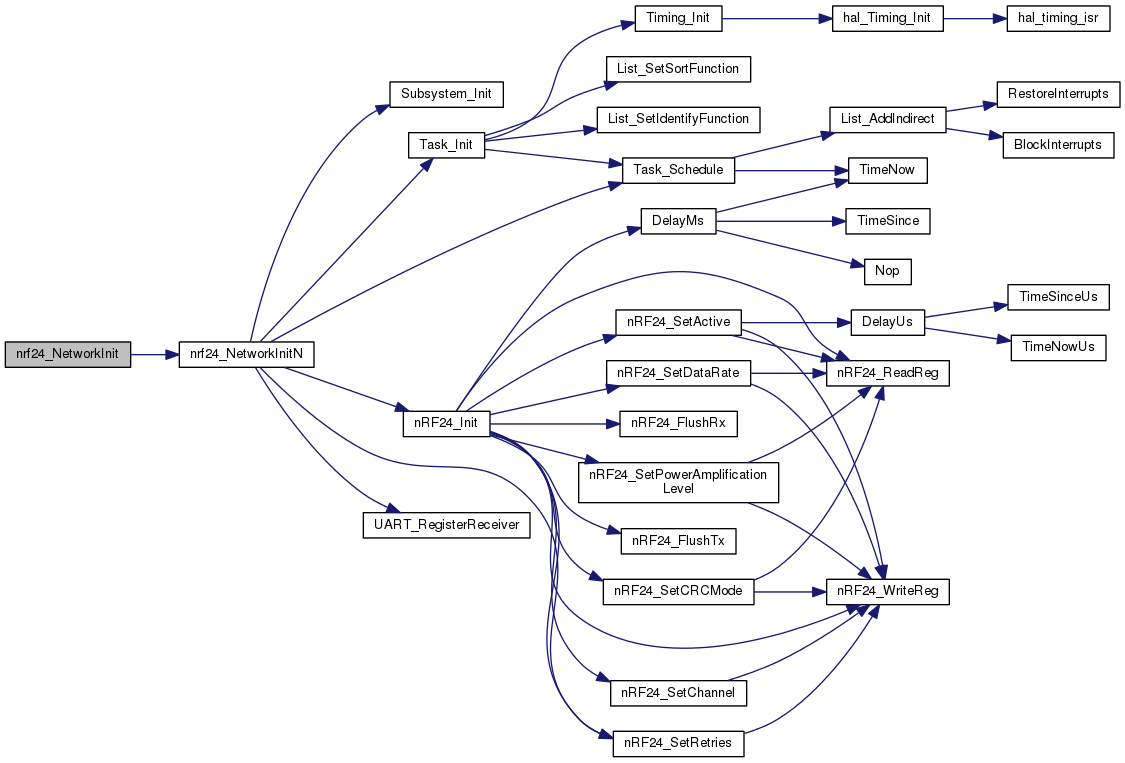 Timing_Init
hal_Timing_Init
hal_timing_isr
List_SetSortFunction
Subsystem_Init
RestoreInterrupts
List_SetIdentifyFunction
List_AddIndirect
Task_Init
BlockInterrupts
Task_Schedule
TimeNow
DelayMs
TimeSince
Nop
TimeSinceUs
nRF24_SetActive
DelayUs
TimeNowUs
nrf24_NetworkInit
nrf24_NetworkInitN
nRF24_SetDataRate
nRF24_ReadReg
nRF24_Init
nRF24_FlushRx
nRF24_SetPowerAmplification
Level
UART_RegisterReceiver
nRF24_FlushTx
nRF24_SetCRCMode
nRF24_WriteReg
nRF24_SetChannel
nRF24_SetRetries